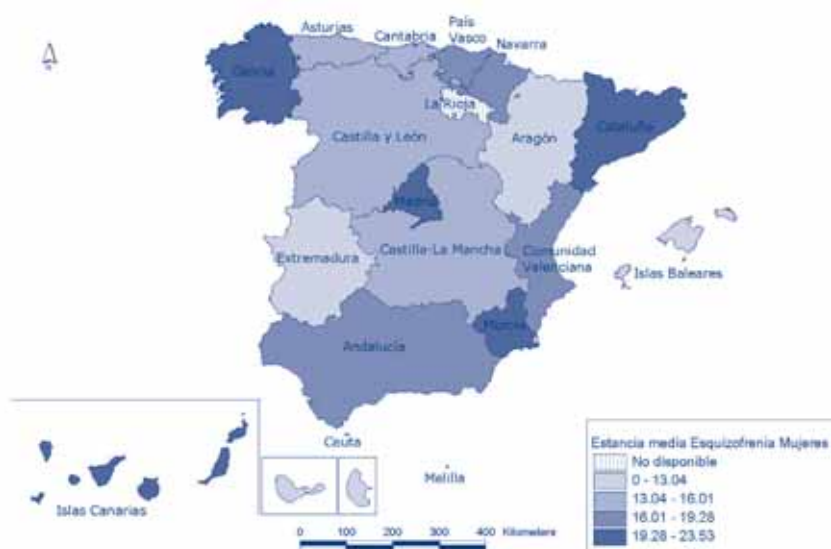 Asturias
Cantabria
País
Vasco
Navarra
Galicia
La Rioja
Castilla y León
Aragón
Cataluña
Madrid
Extremadura
Castilla-La Mancha
Comunidad
Valenciana
Islas Baleares
Murcia
Andalucía
Ceuta
Melilla
Islas Canarias
Estancia media Esquizofrenia Mujeres
No disponible
0 - 13.04
13.04 - 16.01
16.01 - 19.28
19.28 - 23.53
0 100 200 300 400 Kilometers